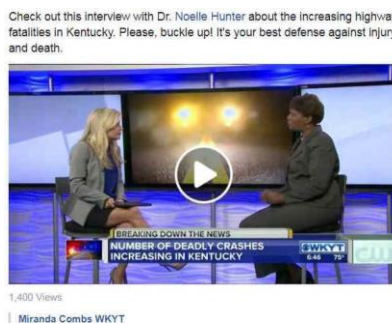 Check out this interview with Dr. Noelle Hunter about the increasing highwa
fatalities in Kentucky. Please, buckle up! It's your best defense against injury
and death.
BREAKING DOWN THE NEWS
NUMBER OF DEADLY CRASHES
INCREASING IN KENTUCKY
WKYT
6:46 75°
CW
1,400 Views
Miranda Combs WKYT